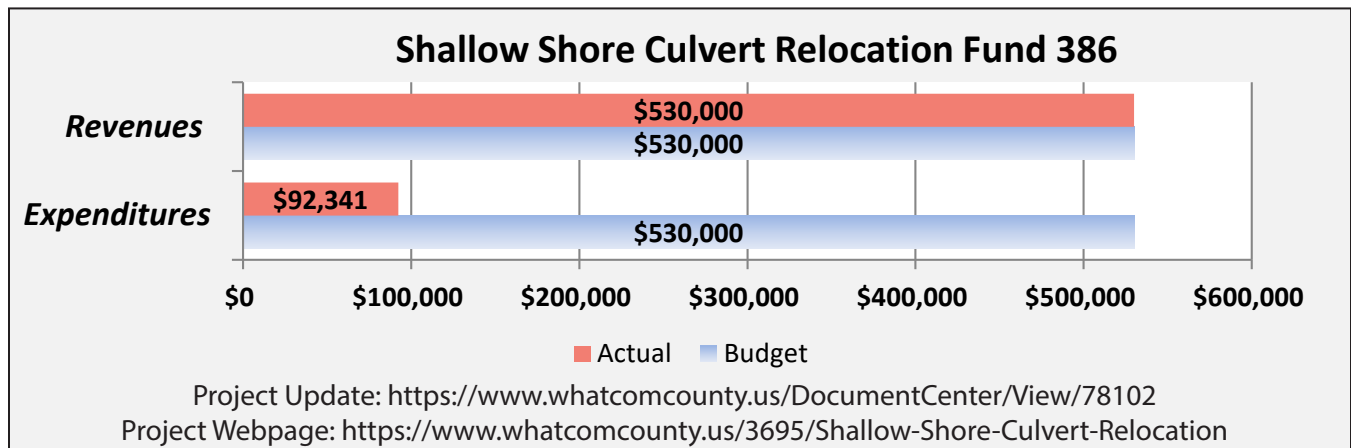 Shallow Shore Culvert Relocation Fund 386
Revenues
$530,000
$530,000
Expenditures
$92,341
$530,000
$0 $100,000 $200,000 $300,000 $400,000 $500,000 $600,000
Actual Budget
Project Update: https://www.whatcomcounty.us/DocumentCenter/View/78102
Project Webpage: https://www.whatcomcounty.us/3695/Shallow-Shore-Culvert-Relocation